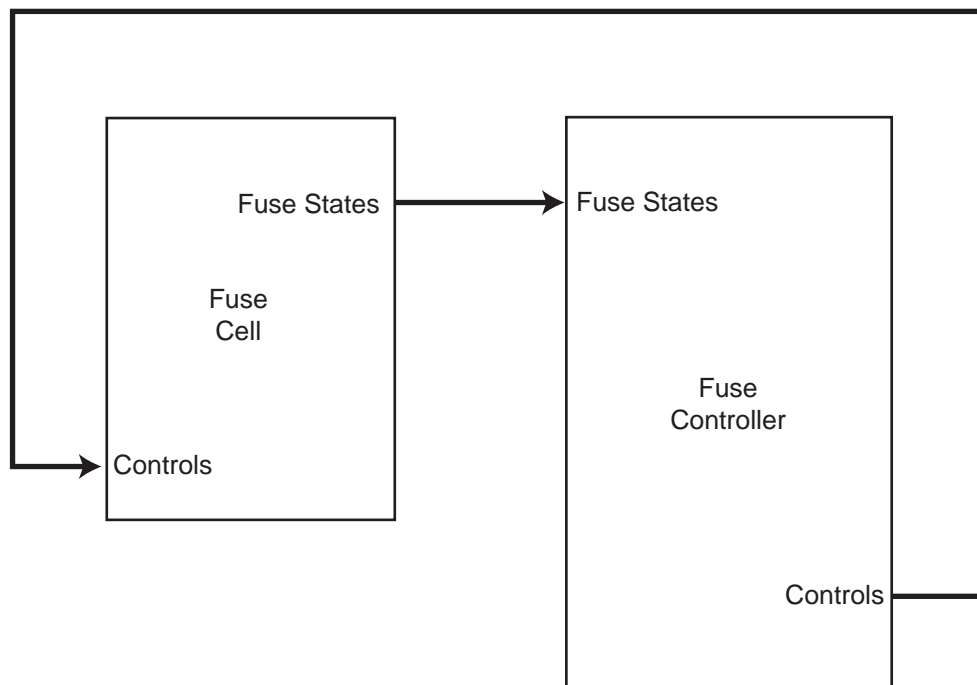 Fuse States
Fuse States
Fuse
Cell
Fuse
Controller
Controls
Controls